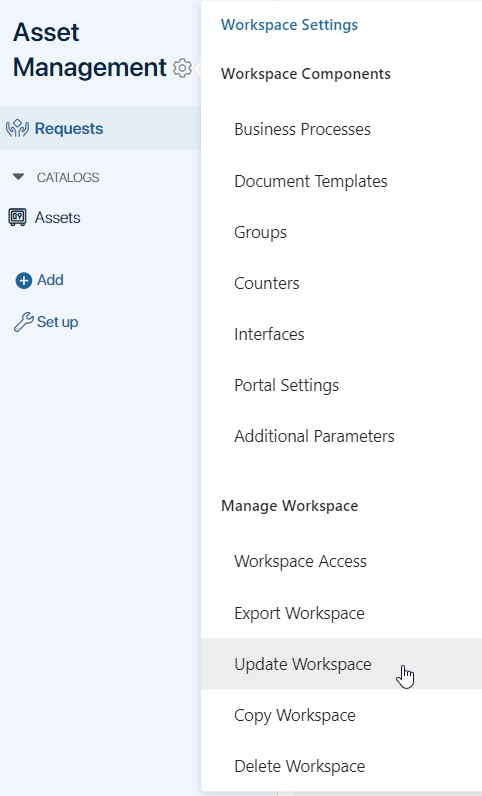 Asset
Management
Requests
CATALOGS
Assets
Add
Set up
Workspace Settings
Workspace Components
Business Processes
Document Templates
Groups
Counters
Interfaces
Portal Settings
Additional Parameters
Manage Workspace
Workspace Access
Export Workspace
Update Workspace
Copy Workspace
Delete Workspace